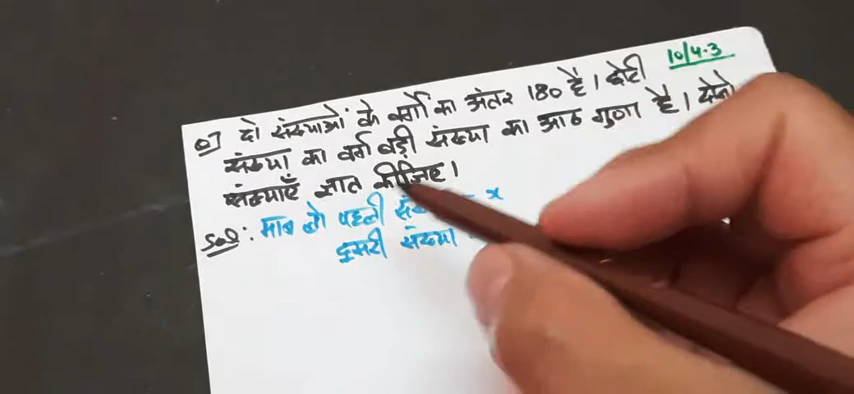 10/4.3
Q] दो संख्याओं के वर्गों का अंतर 180 है। छोटी
संख्या का वर्ग बड़ी संख्या का आठ गुणा है। दोनो
संख्याएँ ज्ञात कीजिए।
Sol: मान लो पहली x
दुसरी संख्या